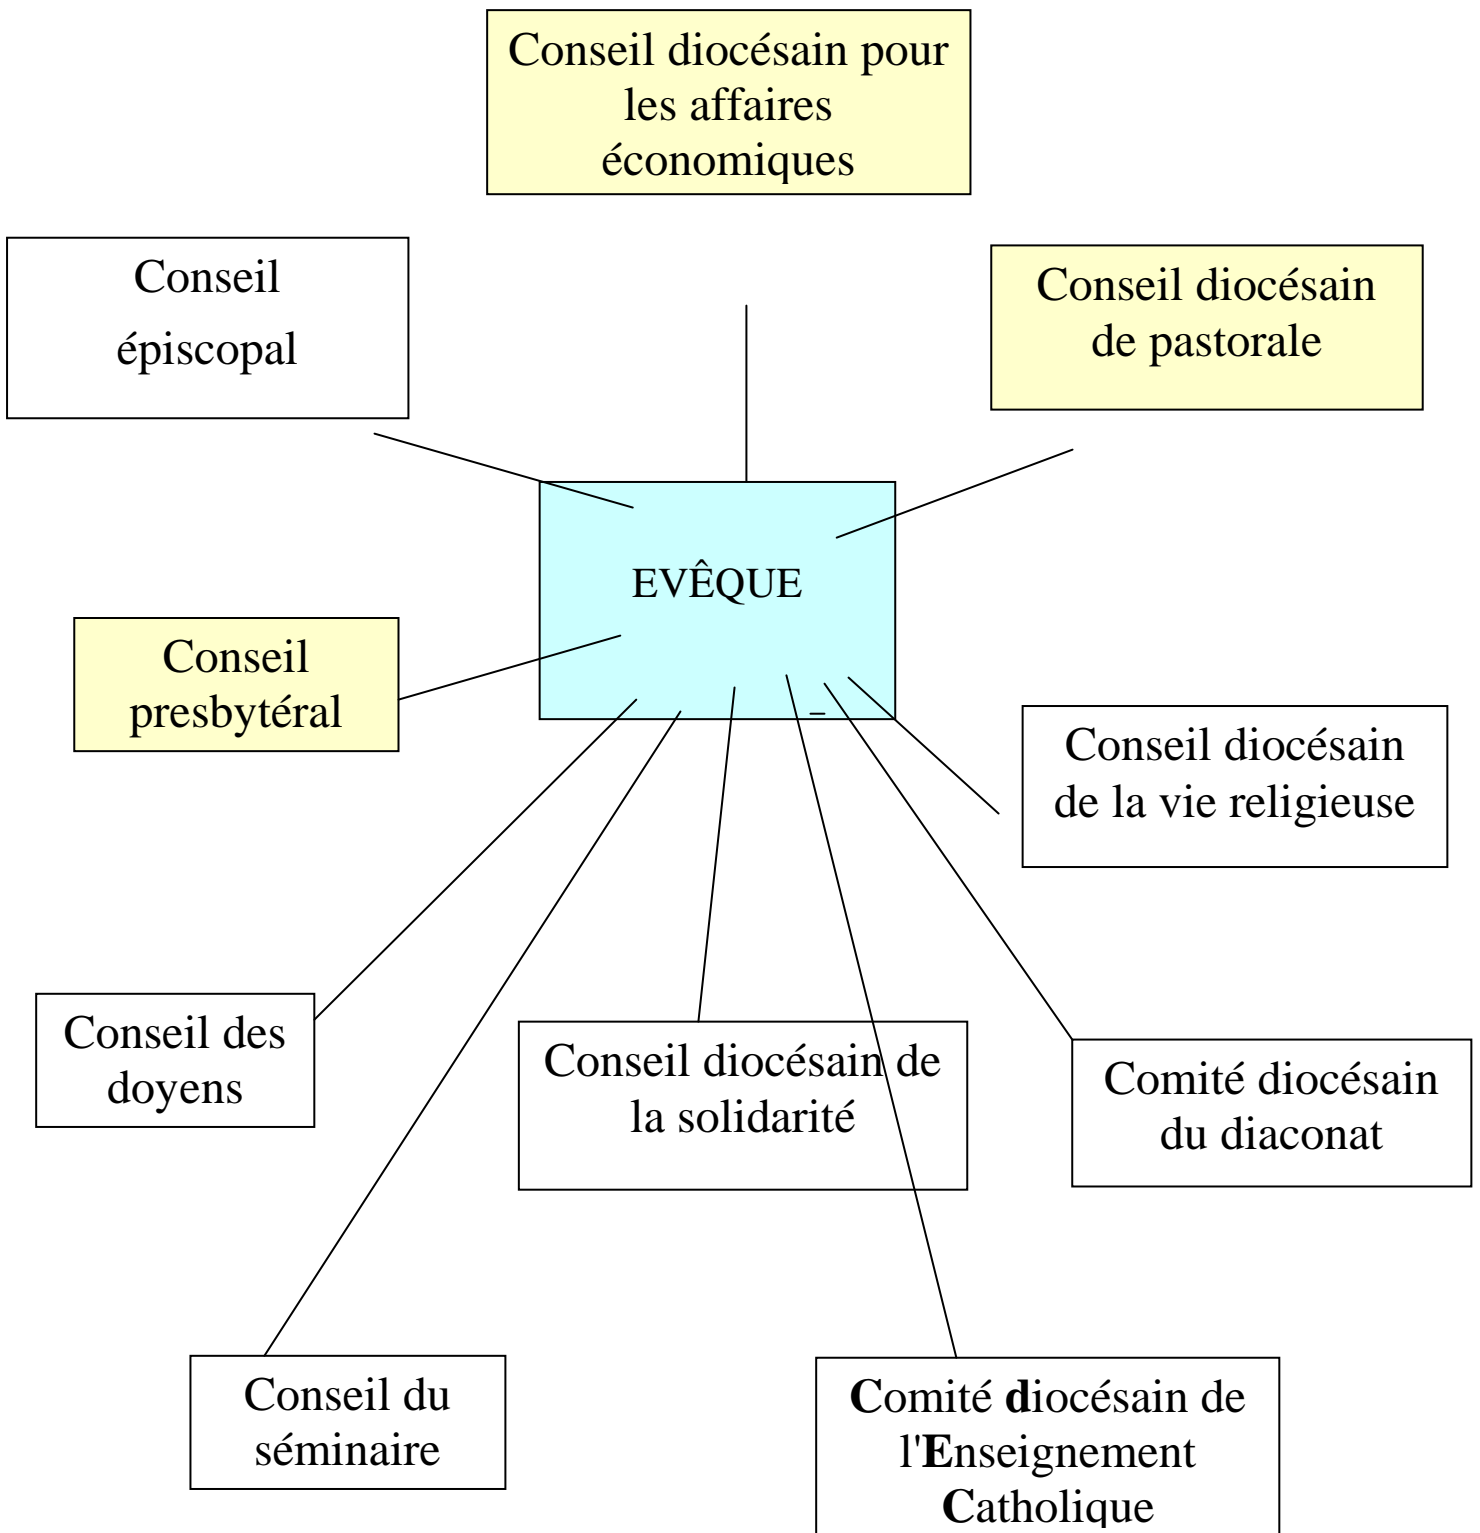 Conseil diocésain pour
les affaires
économiques
Conseil
épiscopal
Conseil diocésain
de pastorale
EVÊQUE
Conseil
presbytéral
Conseil diocésain
de la vie religieuse
Conseil des
doyens
Conseil diocésain de
la solidarité
Comité diocésain
du diaconat
Conseil du
séminaire
Comité diocésain de
l'Enseignement
Catholique